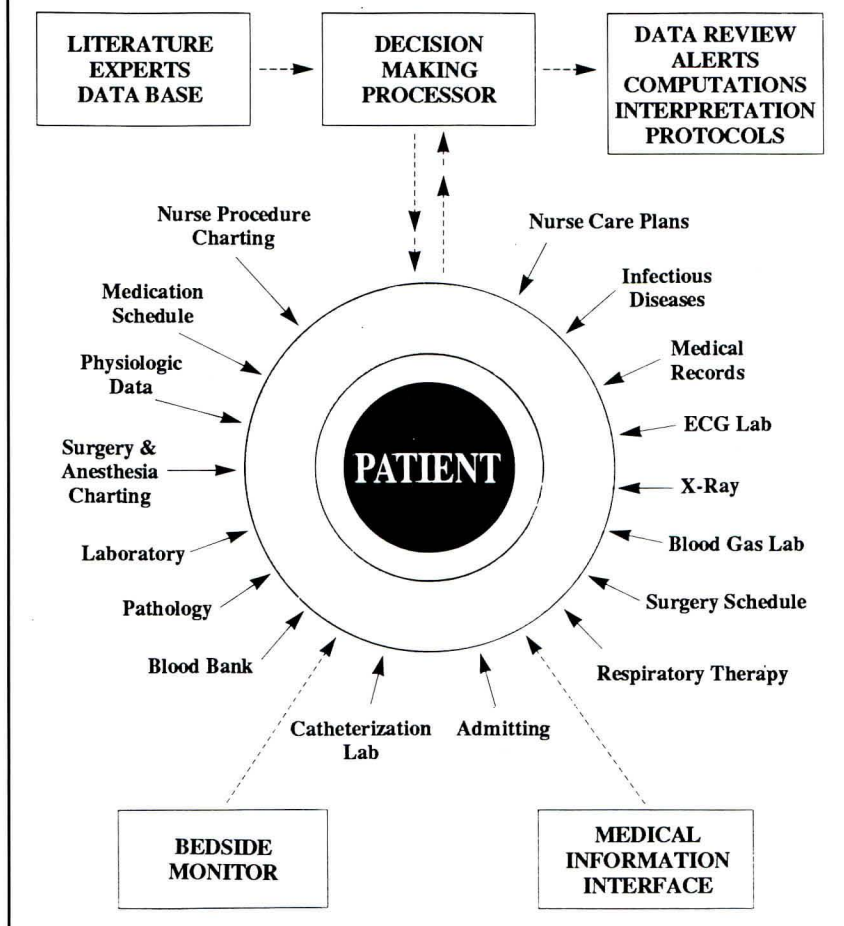 LITERATURE
EXPERTS
DATA BASE
DECISION
MAKING
PROCESSOR
DATA REVIEW
ALERTS
COMPUTATIONS
INTERPRETATION
PROTOCOLS
Nurse Procedure
Charting
Nurse Care Plans
Medication
Schedule
Infectious
Diseases
Physiologic
Data
Medical
Records
Surgery &
Anesthesia
Charting
ECG Lab
X-Ray
PATIENT
Laboratory
Blood Gas Lab
Pathology
Surgery Schedule
Blood Bank
Respiratory Therapy
Catheterization
Lab
Admitting
BEDSIDE
MONITOR
MEDICAL
INFORMATION
INTERFACE